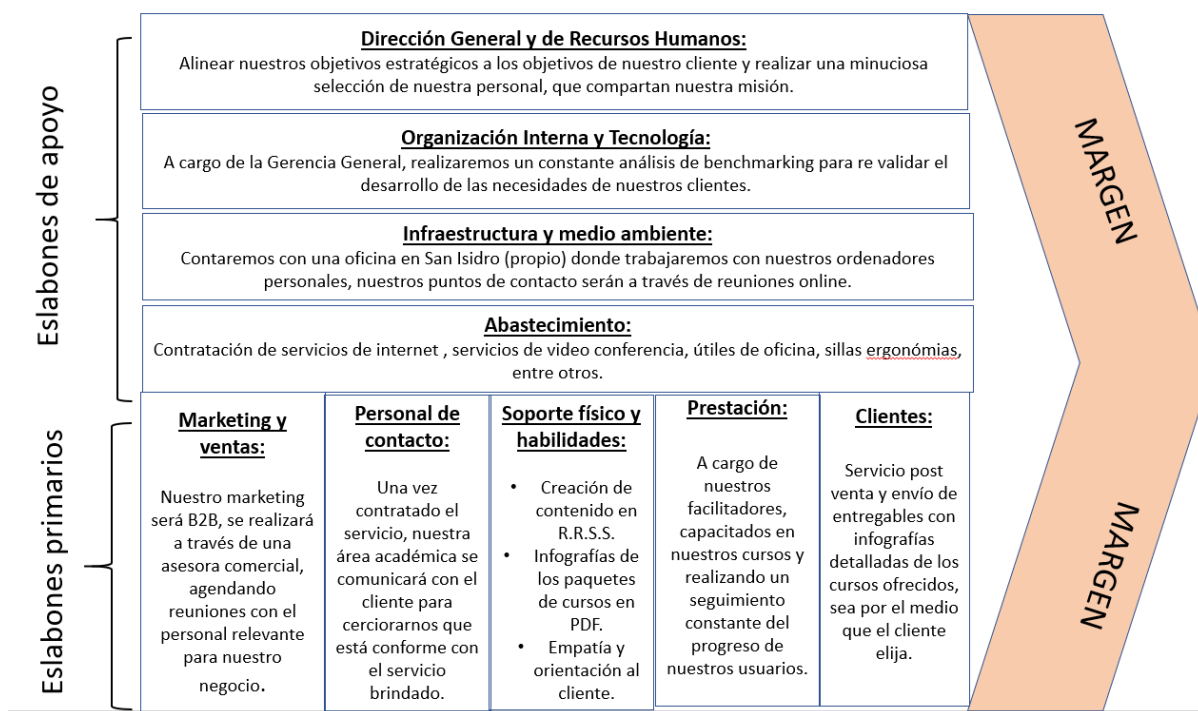 Eslabones de apoyo
Dirección General y de Recursos Humanos:
Alinear nuestros objetivos estratégicos a los objetivos de nuestro cliente y realizar una minuciosa
selección de nuestra personal, que compartan nuestra misión.
Organización Interna y Tecnología:
A cargo de la Gerencia General, realizaremos un constante análisis de benchmarking para re validar el
desarrollo de las necesidades de nuestros clientes.
Infraestructura y medio ambiente:
Contaremos con una oficina en San Isidro (propio) donde trabajaremos con nuestros ordenadores
personales, nuestros puntos de contacto serán a través de reuniones online.
Abastecimiento:
Contratación de servicios de internet , servicios de video conferencia, útiles de oficina, sillas ergonómias,
entre otros.
Eslabones primarios
Marketing y
ventas:
Nuestro marketing
será B2B, se realizará
a través de una
asesora comercial,
agendando
reuniones con el
personal relevante
para nuestro
negocio.
Personal de
contacto:
Una vez
contratado el
servicio, nuestra
área académica se
comunicará con el
cliente para
cerciorarnos que
está conforme con
el servicio
brindado.
Soporte físico y
habilidades:
• Creación de
contenido en
R.R.S.S.
• Infografías de
los paquetes
de cursos en
PDF.
• Empatía y
orientación al
cliente.
Prestación:
A cargo de
nuestros
facilitadores,
capacitados en
nuestros cursos y
realizando un
seguimiento
constante del
progreso de
nuestros usuarios.
Clientes:
Servicio post
venta y envío de
entregables con
infografías
detalladas de los
cursos ofrecidos,
sea por el medio
que el cliente
elija.
MARGEN
MARGEN